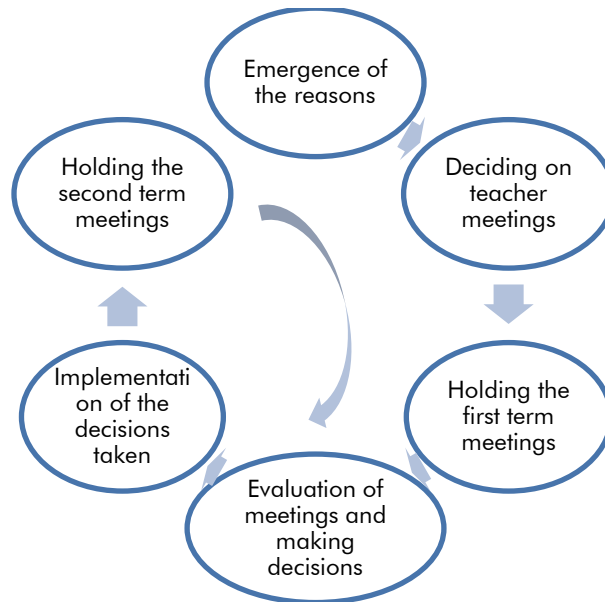 Emergence of
the reasons
Deciding on
teacher
meetings
Holding the
first term
meetings
Evaluation of
meetings and
making
decisions
Implementati
on of the
decisions
taken
Holding the
second term
meetings